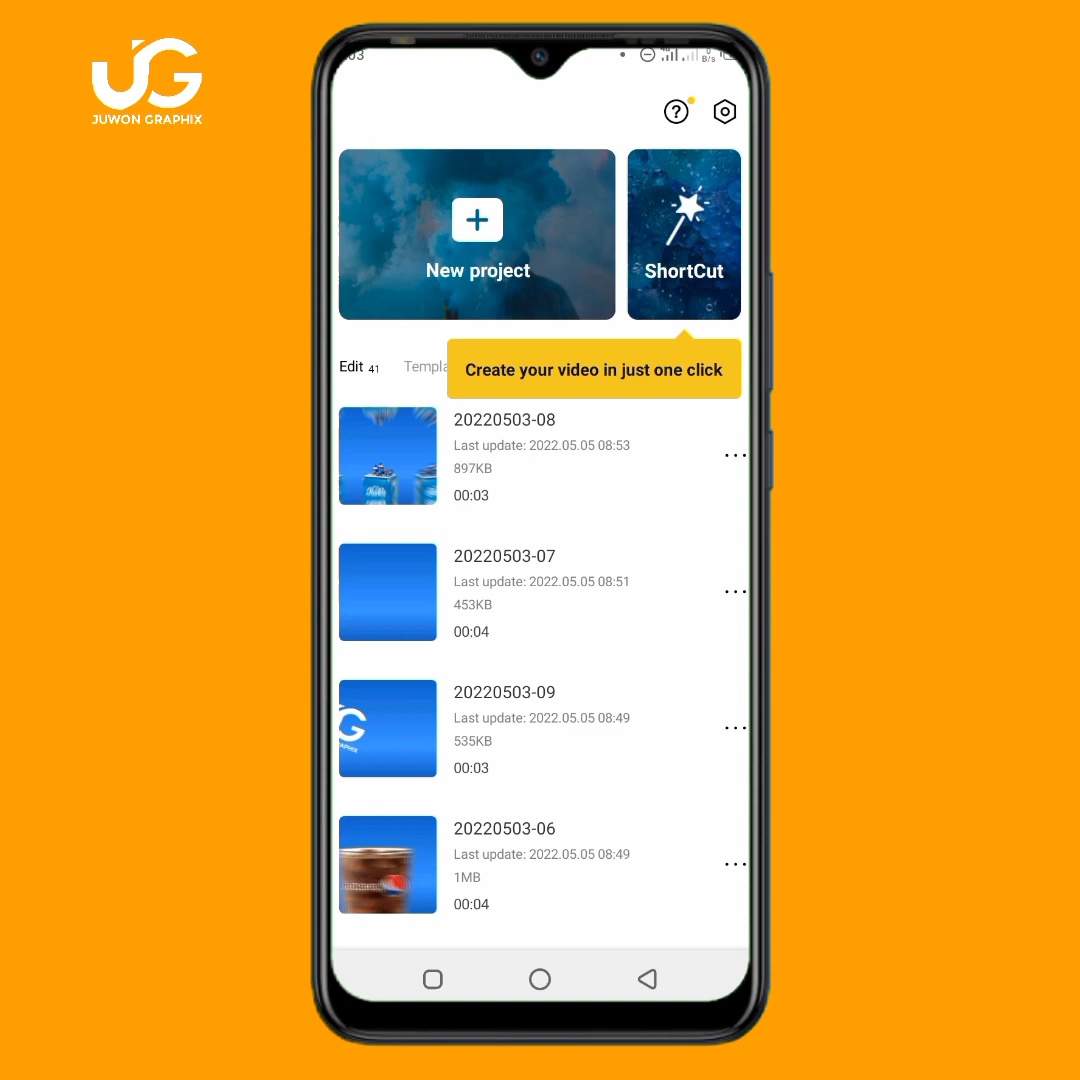 JG
JUWON GRAPHIX
03
B/s
New project
ShortCut
Create your video in just one click
Edit 41
Templa
20220503-08
Last update: 2022.05.05 08:53
897KB
00:03
20220503-07
Last update: 2022.05.05 08:51
453KB
00:04
20220503-09
Last update: 2022.05.05 08:49
535KB
00:03
G
APHIX
20220503-06
Last update: 2022.05.05 08:49
1MB
00:04